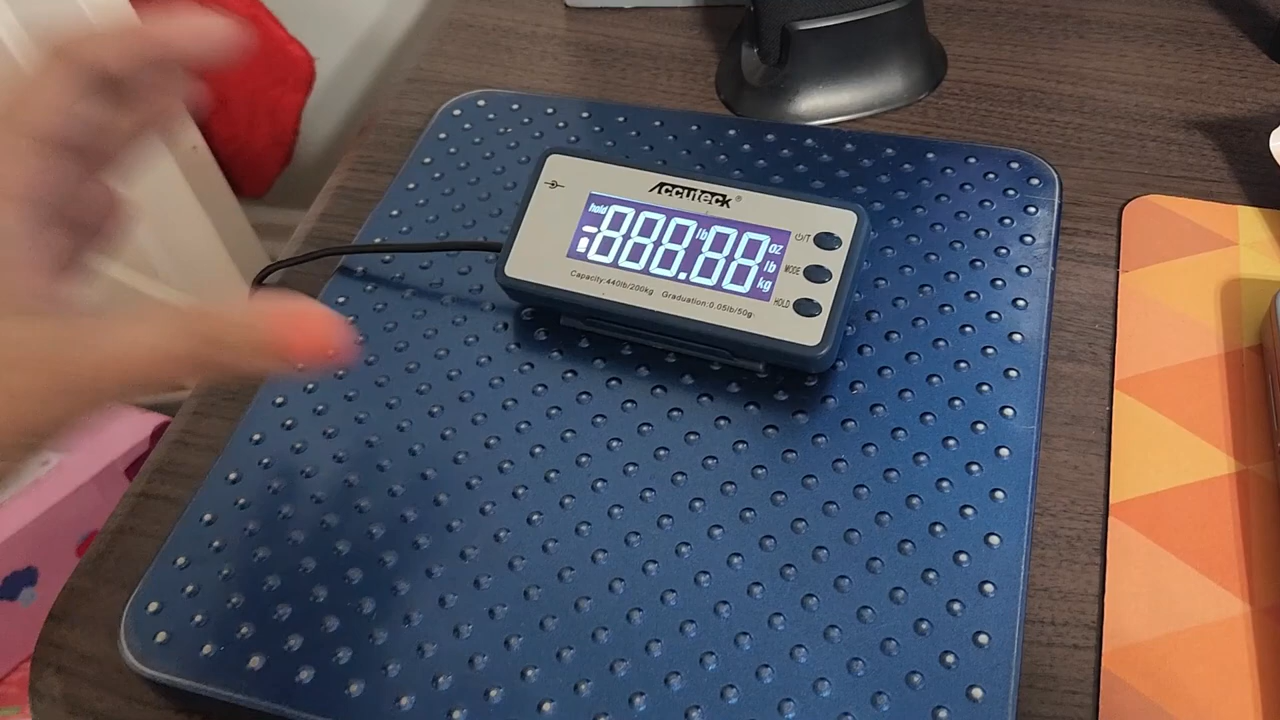 Accuteck®
hold
-888.88
lb
oz
lb
kg
⏻/T
MODE
HOLD
Capacity:440lb/200kg Graduation:0.05lb/50g